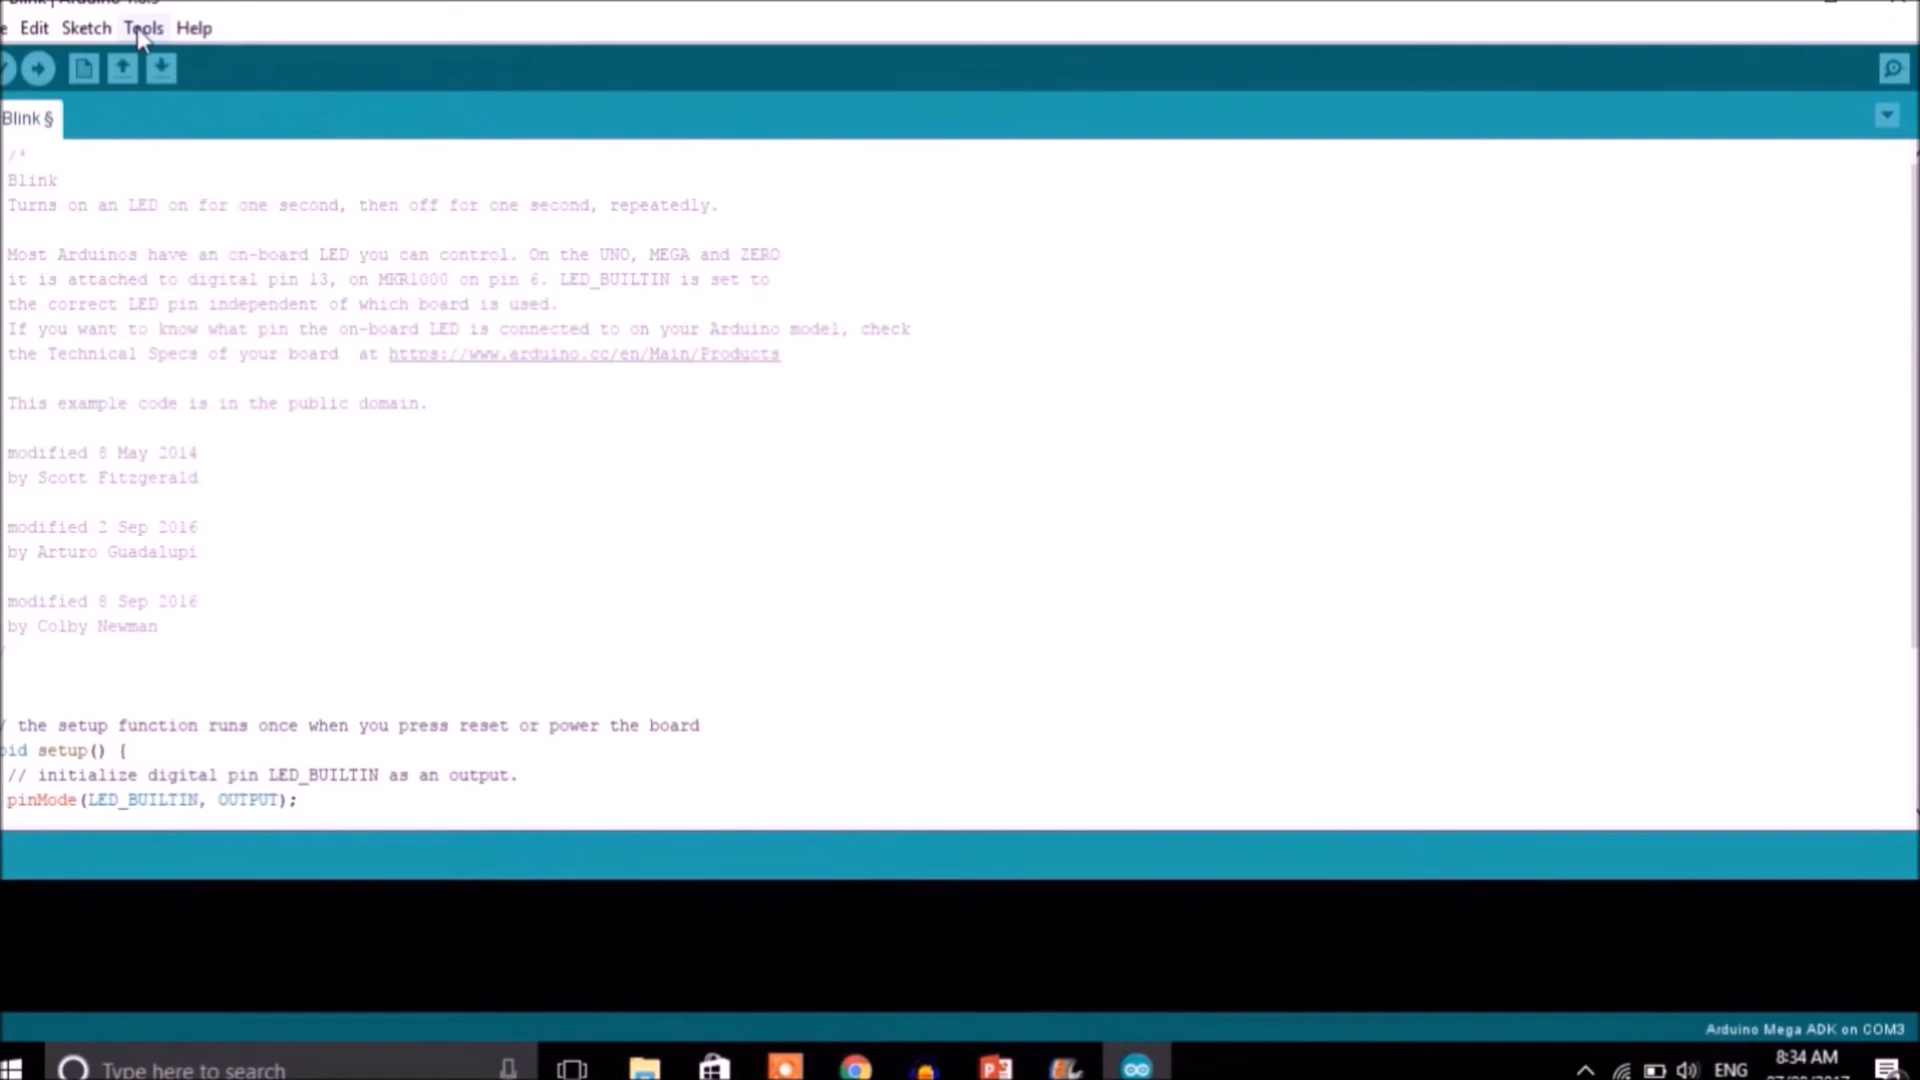 Edit Sketch Tools Help
Blink §
/*
Blink
Turns on an LED on for one second, then off for one second, repeatedly.
Most Arduinos have an on-board LED you can control. On the UNO, MEGA and ZERO
it is attached to digital pin 13, on MKR1000 on pin 6. LED_BUILTIN is set to
the correct LED pin independent of which board is used.
If you want to know what pin the on-board LED is connected to on your Arduino model, check
the Technical Specs of your board at https://www.arduino.cc/en/Main/Products
This example code is in the public domain.
modified 8 May 2014
by Scott Fitzgerald
modified 2 Sep 2016
by Arturo Guadalupi
modified 8 Sep 2016
by Colby Newman
/ the setup function runs once when you press reset or power the board
oid setup() {
// initialize digital pin LED_BUILTIN as an output.
pinMode(LED_BUILTIN, OUTPUT);
Arduino Mega ADK on COM3
Type here to search
ENG
8:34 AM